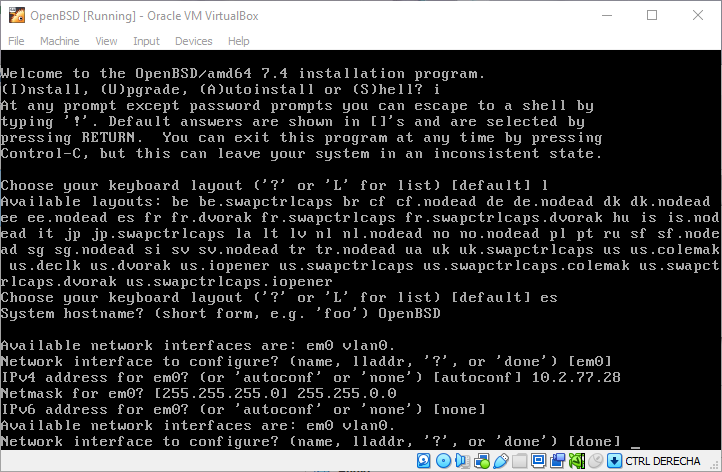 OpenBSD [Running] - Oracle VM VirtualBox
File Machine View Input Devices Help
Welcome to the OpenBSD/amd64 7.4 installation program.
(I)nstall, (U)pgrade, (A)utoinstall or (S)hell? i
At any prompt except password prompts you can escape to a shell by
typing '!'. Default answers are shown in []'s and are selected by
pressing RETURN.  You can exit this program at any time by pressing
Control-C, but this can leave your system in an inconsistent state.
Choose your keyboard layout ('?' or 'L' for list) [default] l
Available layouts: be be.swapctrlcaps br cf cf.nodead de de.nodead dk dk.nodead
ee ee.nodead es fr fr.dvorak fr.swapctrlcaps fr.swapctrlcaps.dvorak hu is is.nod
ead it jp jp.swapctrlcaps la lt lv nl nl.nodead no no.nodead pl pt ru sf sf.node
ad sg sg.nodead si sv sv.nodead tr tr.nodead ua uk uk.swapctrlcaps us us.colemak
us.declk us.dvorak us.iopener us.swapctrlcaps us.swapctrlcaps.colemak us.swapct
rlcaps.dvorak us.swapctrlcaps.iopener
Choose your keyboard layout ('?' or 'L' for list) [default] es
System hostname? (short form, e.g. 'foo') OpenBSD
Available network interfaces are: em0 vlan0.
Network interface to configure? (name, lladdr, '?', or 'done') [em0]
IPv4 address for em0? (or 'autoconf' or 'none') [autoconf] 10.2.77.28
Netmask for em0? [255.255.255.0] 255.255.0.0
IPv6 address for em0? (or 'autoconf' or 'none') [none]
Available network interfaces are: em0 vlan0.
Network interface to configure? (name, lladdr, '?', or 'done') [done] _
CTRL DERECHA